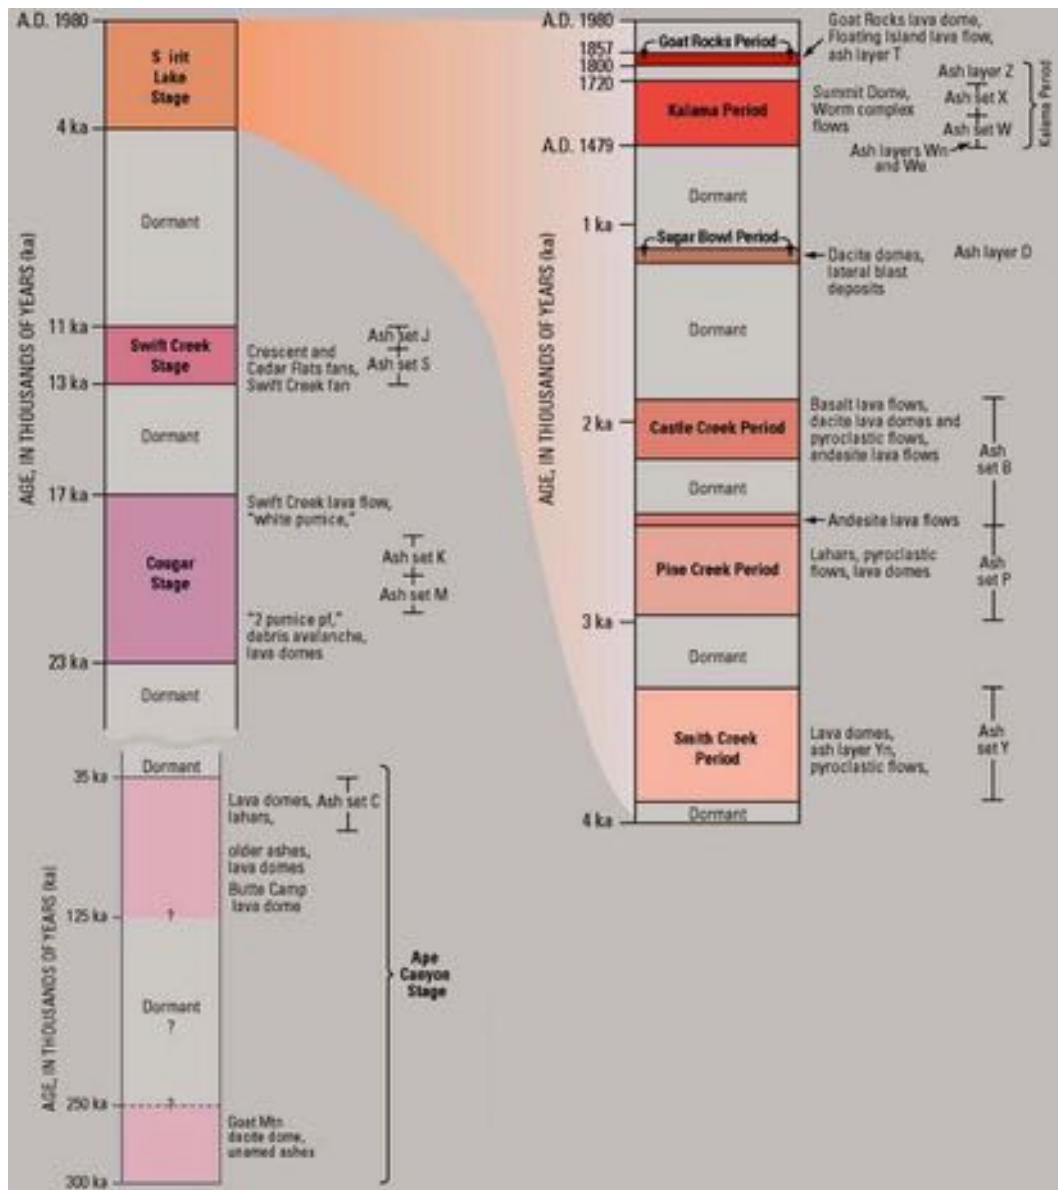 A.D. 1980
S irit
Lake
Stage
4 ka
Dormant
11 ka
Swift Creek
Stage
13 ka
Crescent and
Cedar Flats fans,
Swift Creek fan
Ash set J
Ash set S
Dormant
17 ka
Swift Creek lava flow,
"white pumice,"
Cougar
Stage
Ash set K
Ash set M
"2 pumice pf,"
debris avalanche,
lava domes
23 ka
Dormant
AGE, IN THOUSANDS OF YEARS (ka)
Dormant
35 ka
Lava domes,
lahars,
Ash set C
older ashes,
lava domes
Butte Camp
lava dome
125 ka
?
Dormant
?
250 ka
?
Goat Mtn
dacite dome,
unamed ashes
300 ka
AGE, IN THOUSANDS OF YEARS (ka)
Ape
Canyon
Stage
A.D. 1980
Goat Rocks Period
1857
1800
1720
Goat Rocks lava dome,
Floating Island lava flow,
ash layer T
Kalama Period
Summit Dome,
Worm complex
flows
Ash layer Z
Ash set X
Ash set W
Ash layers Wn
and We
Kalama Period
A.D. 1479
Dormant
1 ka
Sugar Bowl Period
Dacite domes,
lateral blast
deposits
Ash layer D
Dormant
2 ka
Castle Creek Period
Basalt lava flows,
dacite lava domes and
pyroclastic flows,
andesite lava flows
Ash
set B
Dormant
Andesite lava flows
Pine Creek Period
Lahars, pyroclastic
flows, lava domes
Ash
set P
3 ka
Dormant
Smith Creek
Period
Lava domes,
ash layer Yn,
pyroclastic flows,
Ash
set Y
Dormant
4 ka
AGE, IN THOUSANDS OF YEARS (ka)